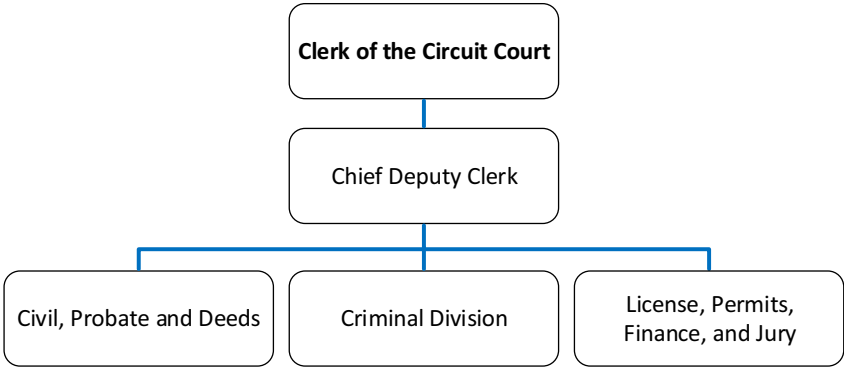 Clerk of the Circuit Court
Chief Deputy Clerk
Civil, Probate and Deeds
Criminal Division
License, Permits,
Finance, and Jury